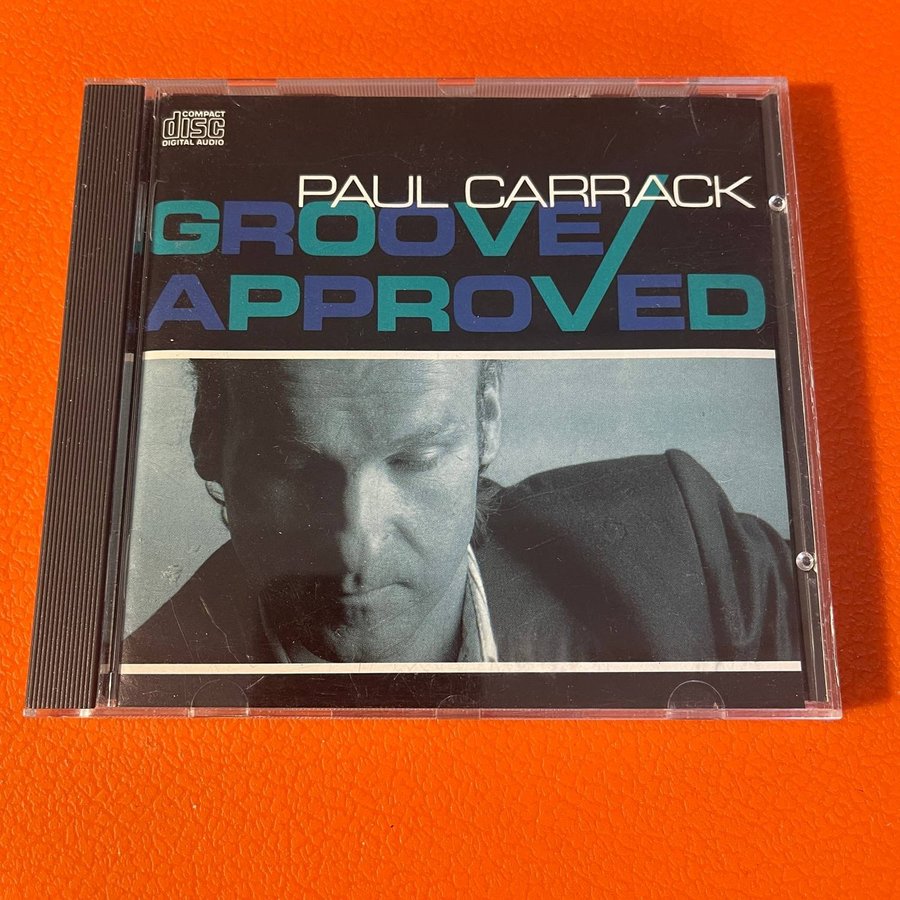 COMPACT
disc
DIGITAL AUDIO
PAUL CARRACK
GROOVE
APPROVED